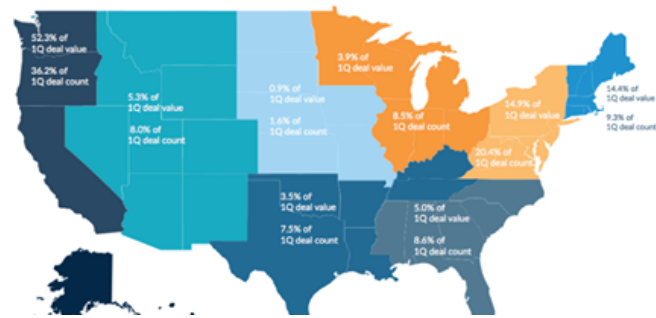 52.3% of
1Q deal value
36.2% of
1Q deal count
5.3% of
1Q deal value
8.0% of
1Q deal count
0.9% of
1Q deal value
1.6% of
1Q deal count
3.9% of
1Q deal value
8.5% of
1Q deal count
14.9% of
1Q deal value
20.4% of
1Q deal count
14.4% of
1Q deal value
9.3% of
1Q deal count
3.5% of
1Q deal value
7.5% of
1Q deal count
5.0% of
1Q deal value
8.6% of
1Q deal count